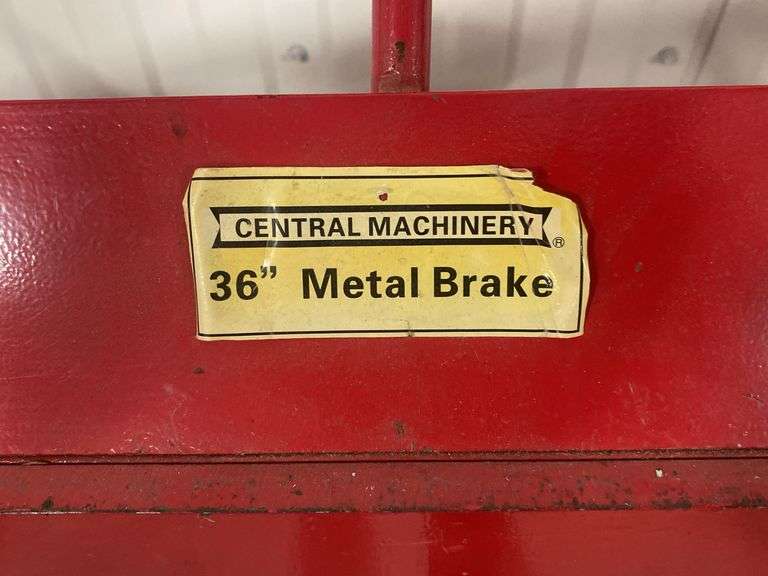 CENTRAL MACHINERY ®
36” Metal Brake